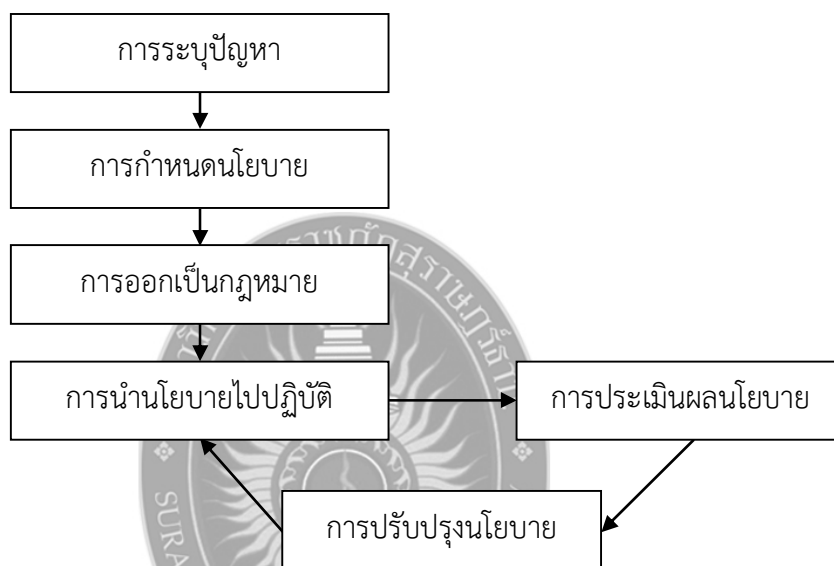 การระบุปัญหา
การกำหนดนโยบาย
การออกเป็นกฎหมาย
การนำนโยบายไปปฏิบัติ
การประเมินผลนโยบาย
การปรับปรุงนโยบาย
SURA